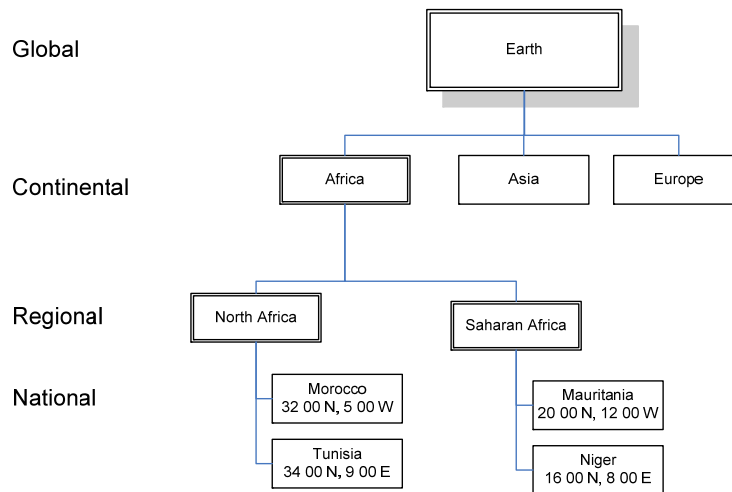 Global
Earth
Continental
Africa
Asia
Europe
Regional
North Africa
Saharan Africa
National
Morocco
32 00 N, 5 00 W
Mauritania
20 00 N, 12 00 W
Tunisia
34 00 N, 9 00 E
Niger
16 00 N, 8 00 E